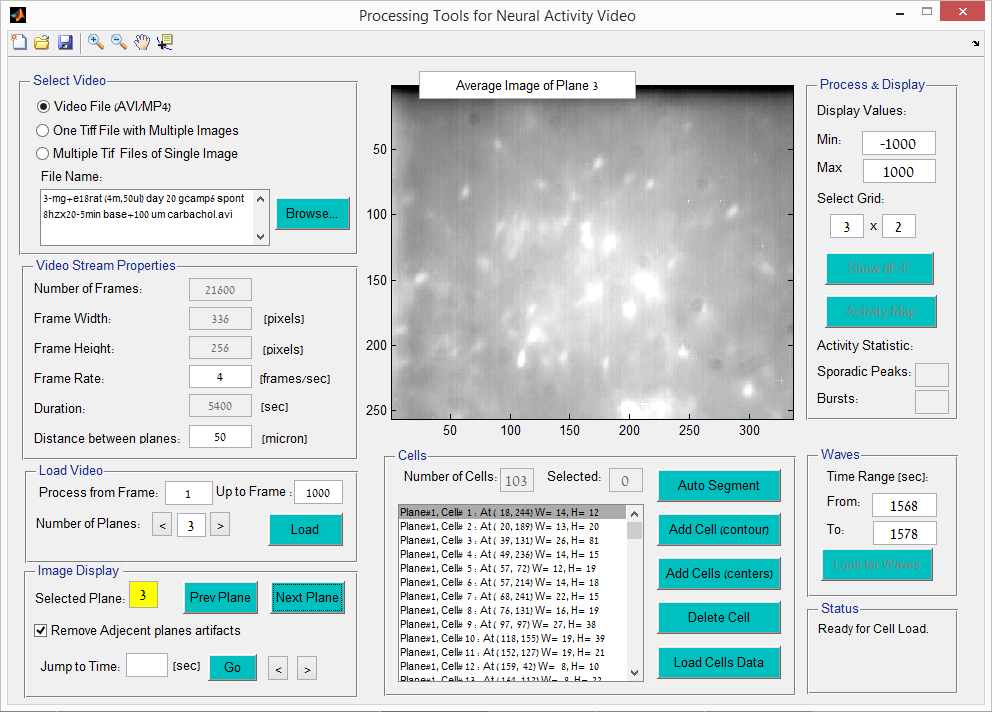 Processing Tools for Neural Activity Video
Select Video
Video File (AVI/MP4)
One Tiff File with Multiple Images
Multiple Tif Files of Single Image
File Name:
3-mg+e18rat (4m,50ul) day 20 gcamp6 spont
8hzx20-5min base+100 um carbachol.avi
Browse...
Video Stream Properties
Number of Frames: 21600
Frame Width: 336 [pixels]
Frame Height: 256 [pixels]
Frame Rate: 4 [frames/sec]
Duration: 5400 [sec]
Distance between planes: 50 [micron]
Load Video
Process from Frame: 1 Up to Frame : 1000
Number of Planes: < 3 > Load
Image Display
Selected Plane: 3 Prev Plane Next Plane
Remove Adjecent planes artifacts
Jump to Time: [sec] Go < >
Average Image of Plane 3
50
100
150
200
250
50 100 150 200 250 300
Cells
Number of Cells: 103 Selected: 0
Plane#1, Cell# 1 : At ( 18, 244) W= 14, H= 12
Plane#1, Cell# 2 : At ( 20, 189) W= 13, H= 20
Plane#1, Cell# 3 : At ( 39, 131) W= 26, H= 81
Plane#1, Cell# 4 : At ( 49, 236) W= 14, H= 15
Plane#1, Cell# 5 : At ( 57, 72) W= 12, H= 19
Plane#1, Cell# 6 : At ( 57, 214) W= 14, H= 18
Plane#1, Cell# 7 : At ( 68, 241) W= 22, H= 15
Plane#1, Cell# 8 : At ( 76, 131) W= 16, H= 19
Plane#1, Cell# 9 : At ( 97, 97) W= 27, H= 38
Plane#1, Cell# 10 : At (118, 155) W= 19, H= 39
Plane#1, Cell# 11 : At (152, 127) W= 19, H= 21
Plane#1, Cell# 12 : At (159, 42) W= 8, H= 10
Plane#1, Cell# 13 : At (164, 112) W= 8, H= 22
Auto Segment
Add Cell (contour)
Add Cells (centers)
Delete Cell
Load Cells Data
Process & Display
Display Values:
Min: -1000
Max 1000
Select Grid:
3 x 2
Activity Map
Activity Statistic:
Sporadic Peaks:
Bursts:
Waves
Time Range [sec]:
From: 1568
To: 1578
Look for Waves
Status
Ready for Cell Load.